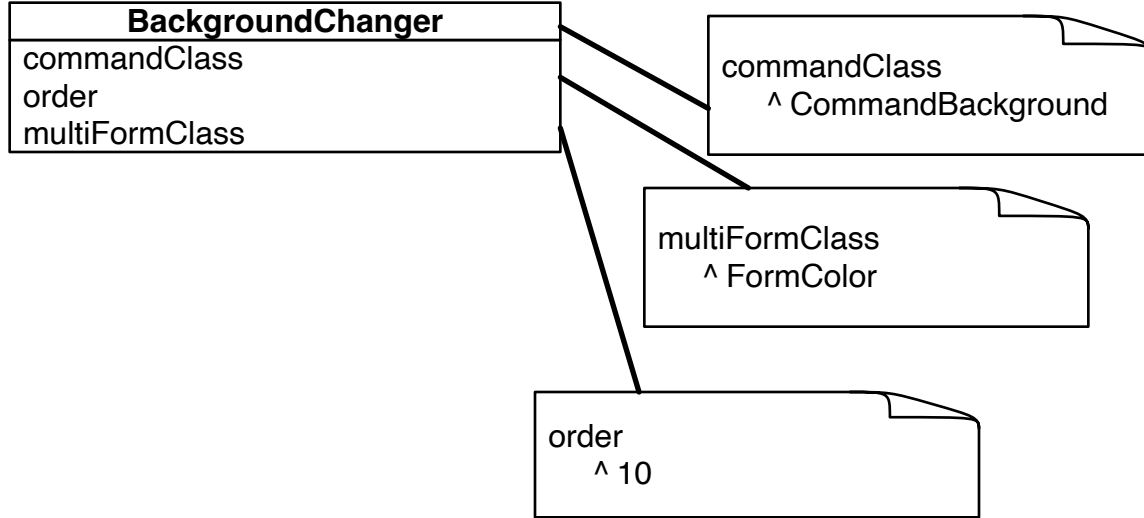 BackgroundChanger
commandClass
order
multiFormClass
commandClass
^ CommandBackground
multiFormClass
^ FormColor
order
^ 10